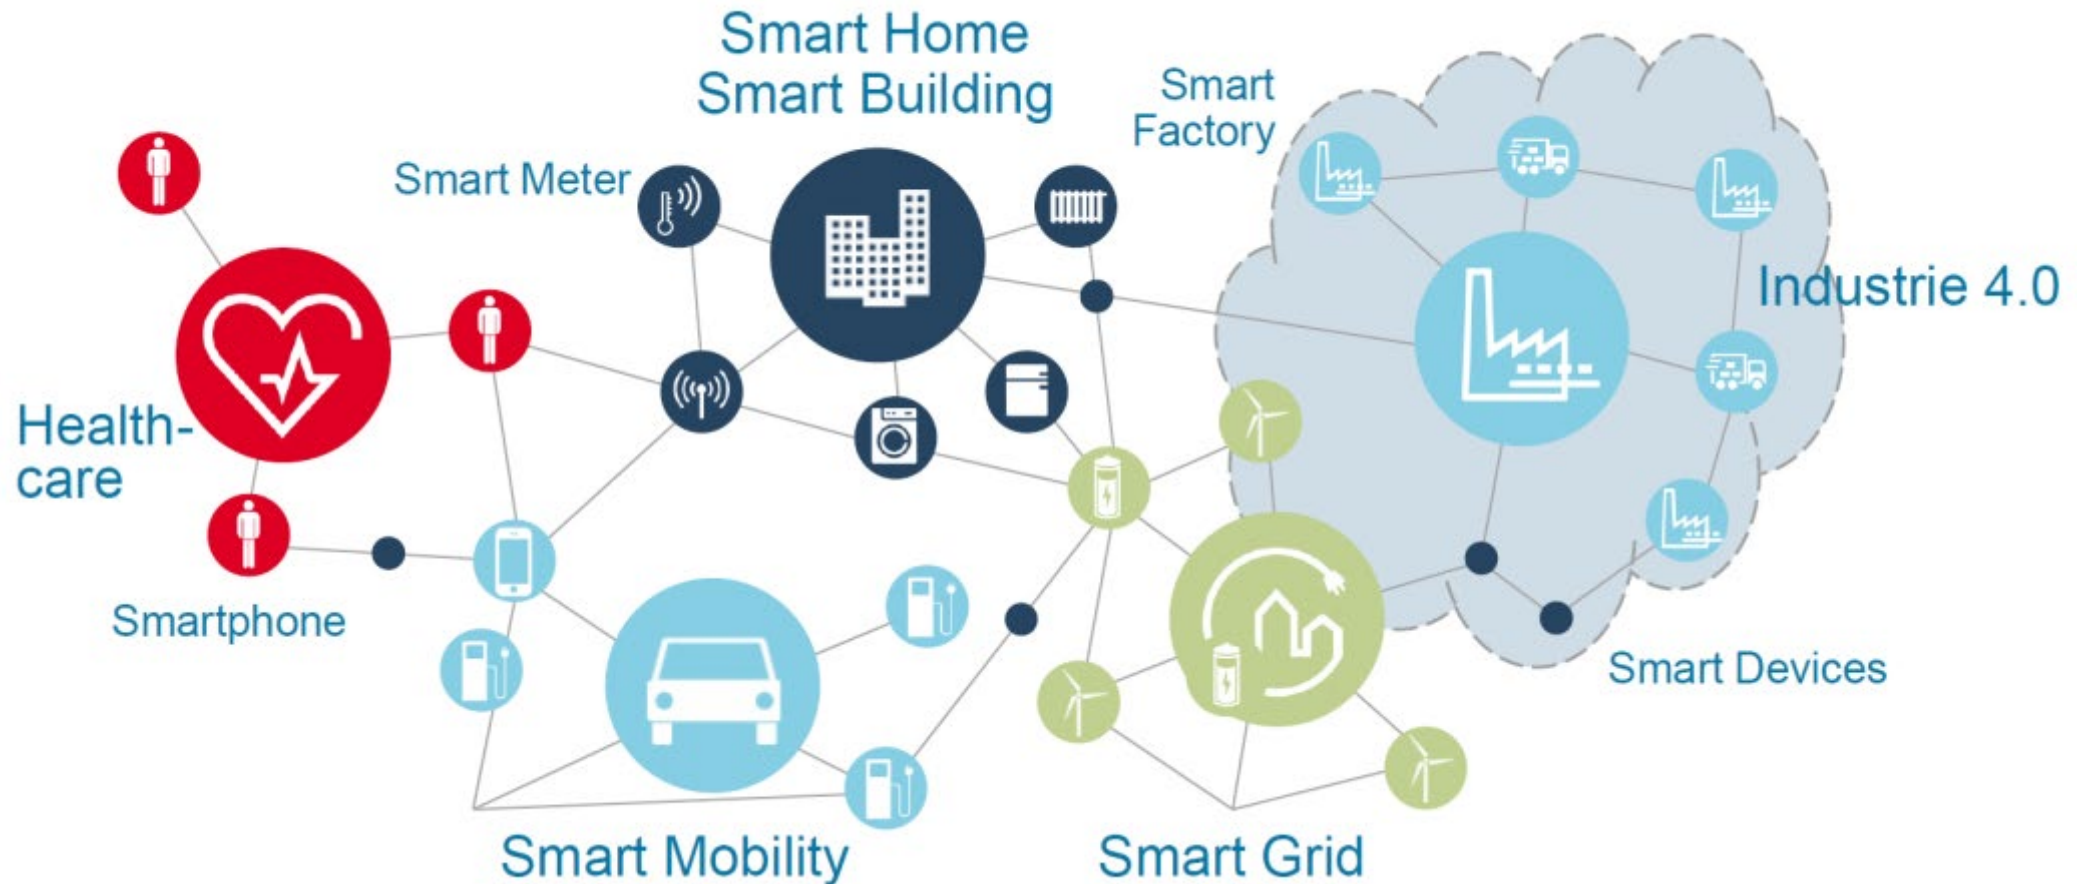 Smart Home
Smart Building
Smart
Factory
Smart Meter
Industrie 4.0
Health-
care
Smartphone
Smart Devices
Smart Mobility
Smart Grid